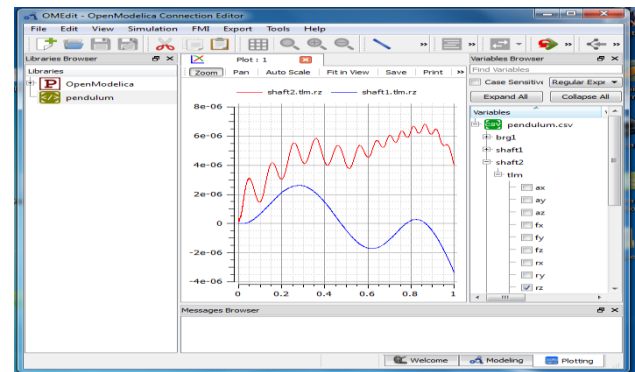 OMEdit - OpenModelica Connection Editor
File Edit View Simulation FMI Export Tools Help
» » » »
Libraries Browser
Libraries
P OpenModelica
</> pendulum
Plot : 1
Zoom Pan Auto Scale Fit in View Save Print »
shaft2.tlm.rz shaft1.tlm.rz
8e-06
6e-06
4e-06
2e-06
0
-2e-06
-4e-06
0 0.2 0.4 0.6 0.8 1
Variables Browser
Find Variables
Case Sensitive Regular Expr
Expand All Collapse All
Variables
csv pendulum.csv
brg1
shaft1
shaft2
tlm
ax
ay
az
fx
fy
fz
rx
ry
rz
Messages Browser
Welcome Modeling Plotting